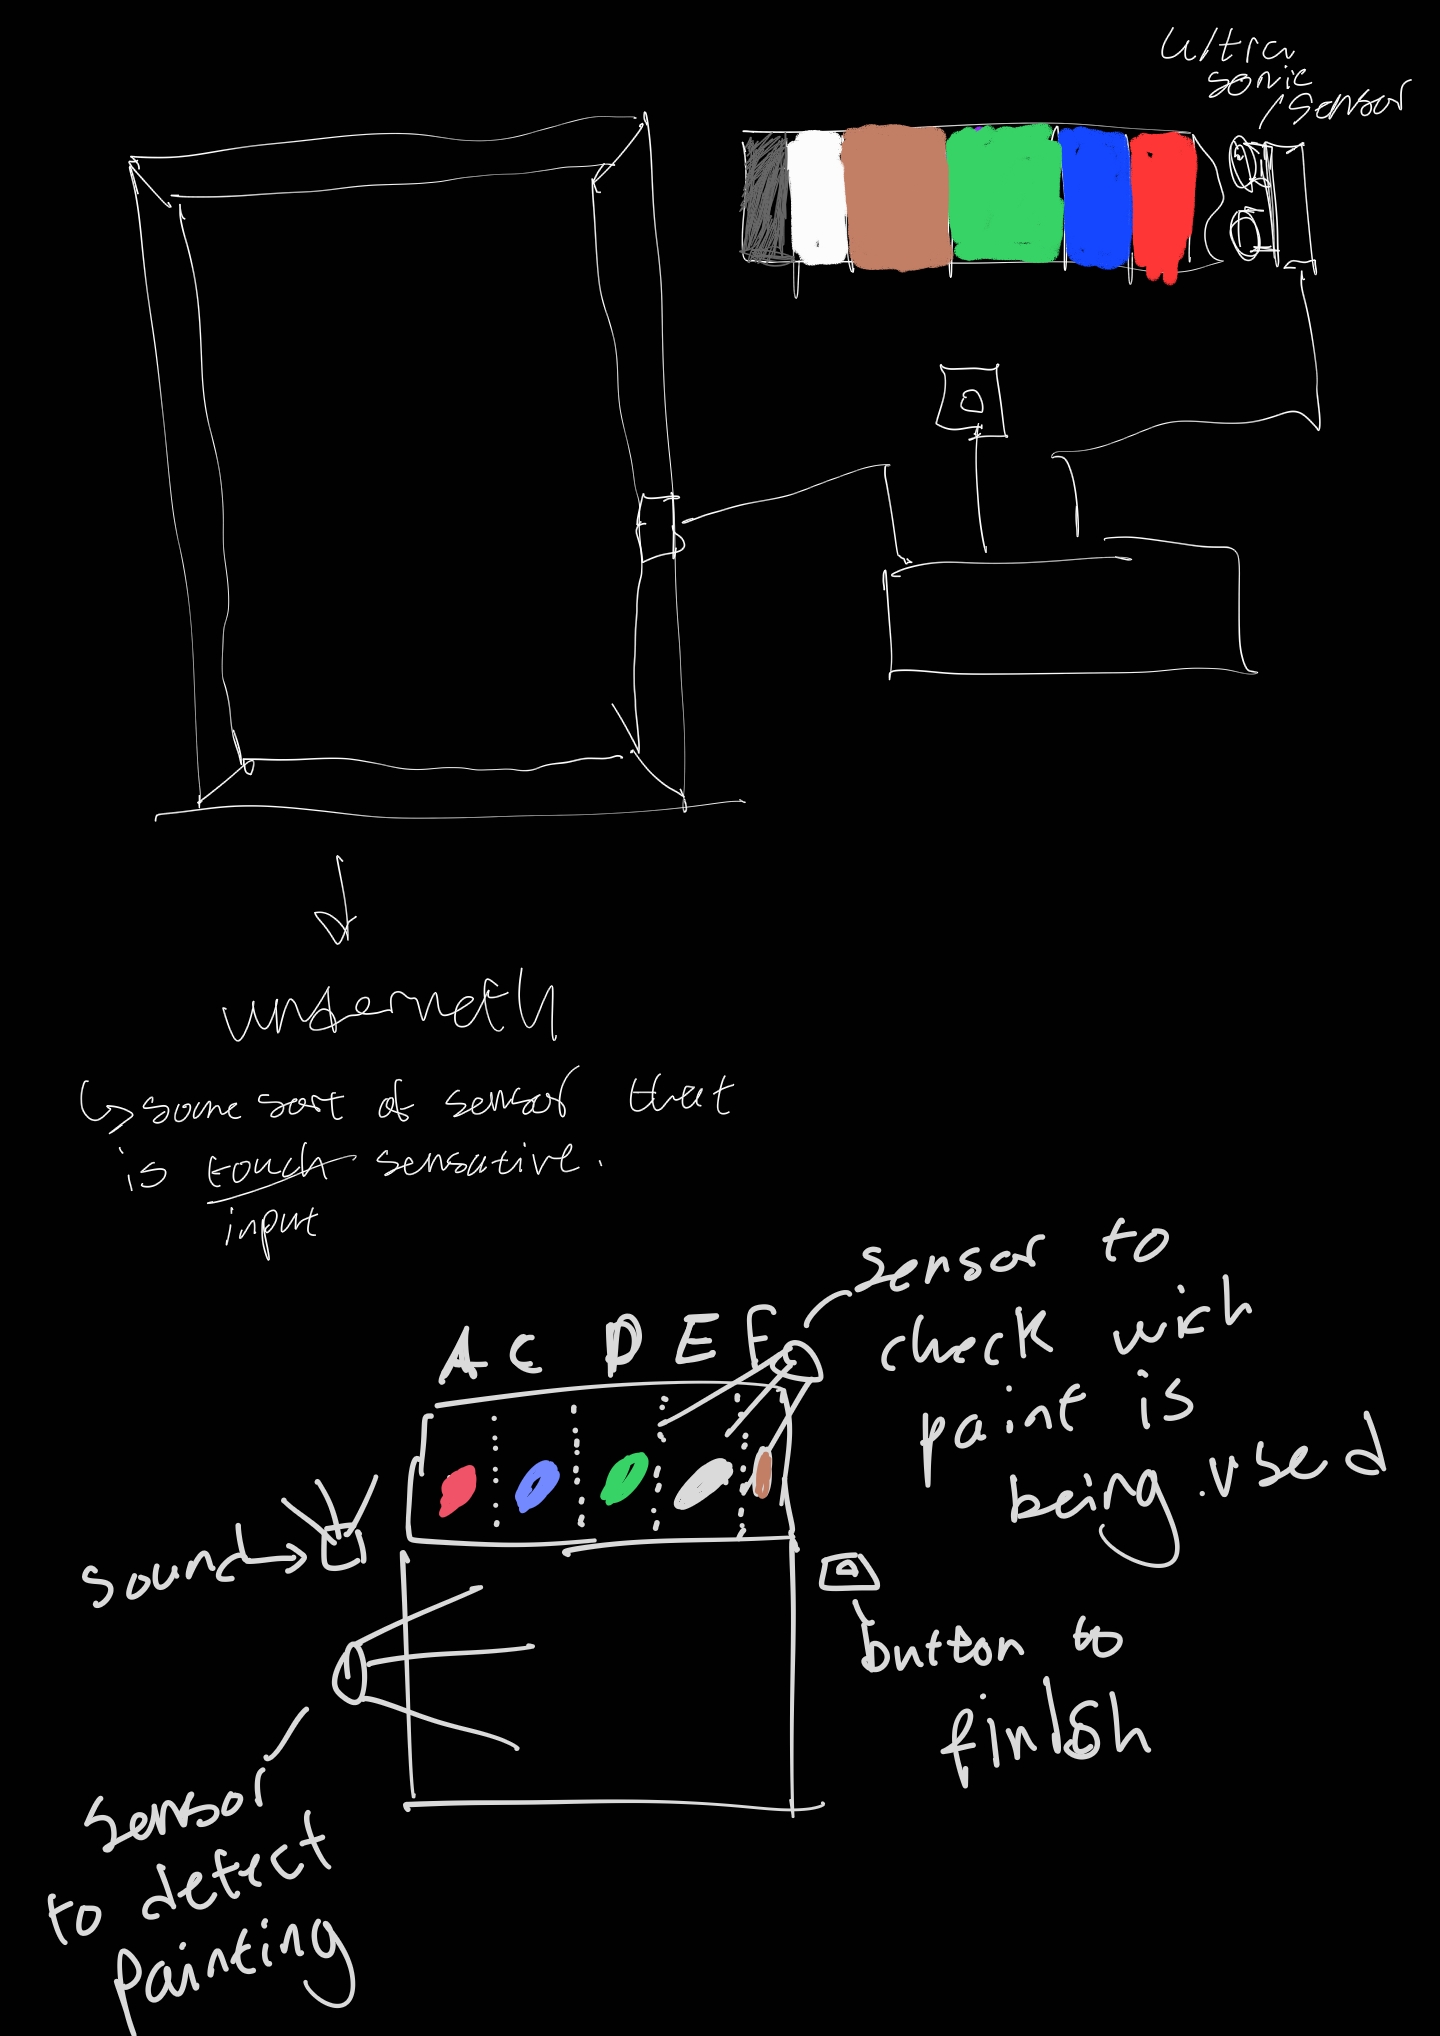 ultra
sonic
/sensor
underneth
↳ some sort of sensor that
is touch sensative.
input
sensor to
check wich
paint is
being used
A C D E F
sound →
button to
finish
sensor
to detect
painting